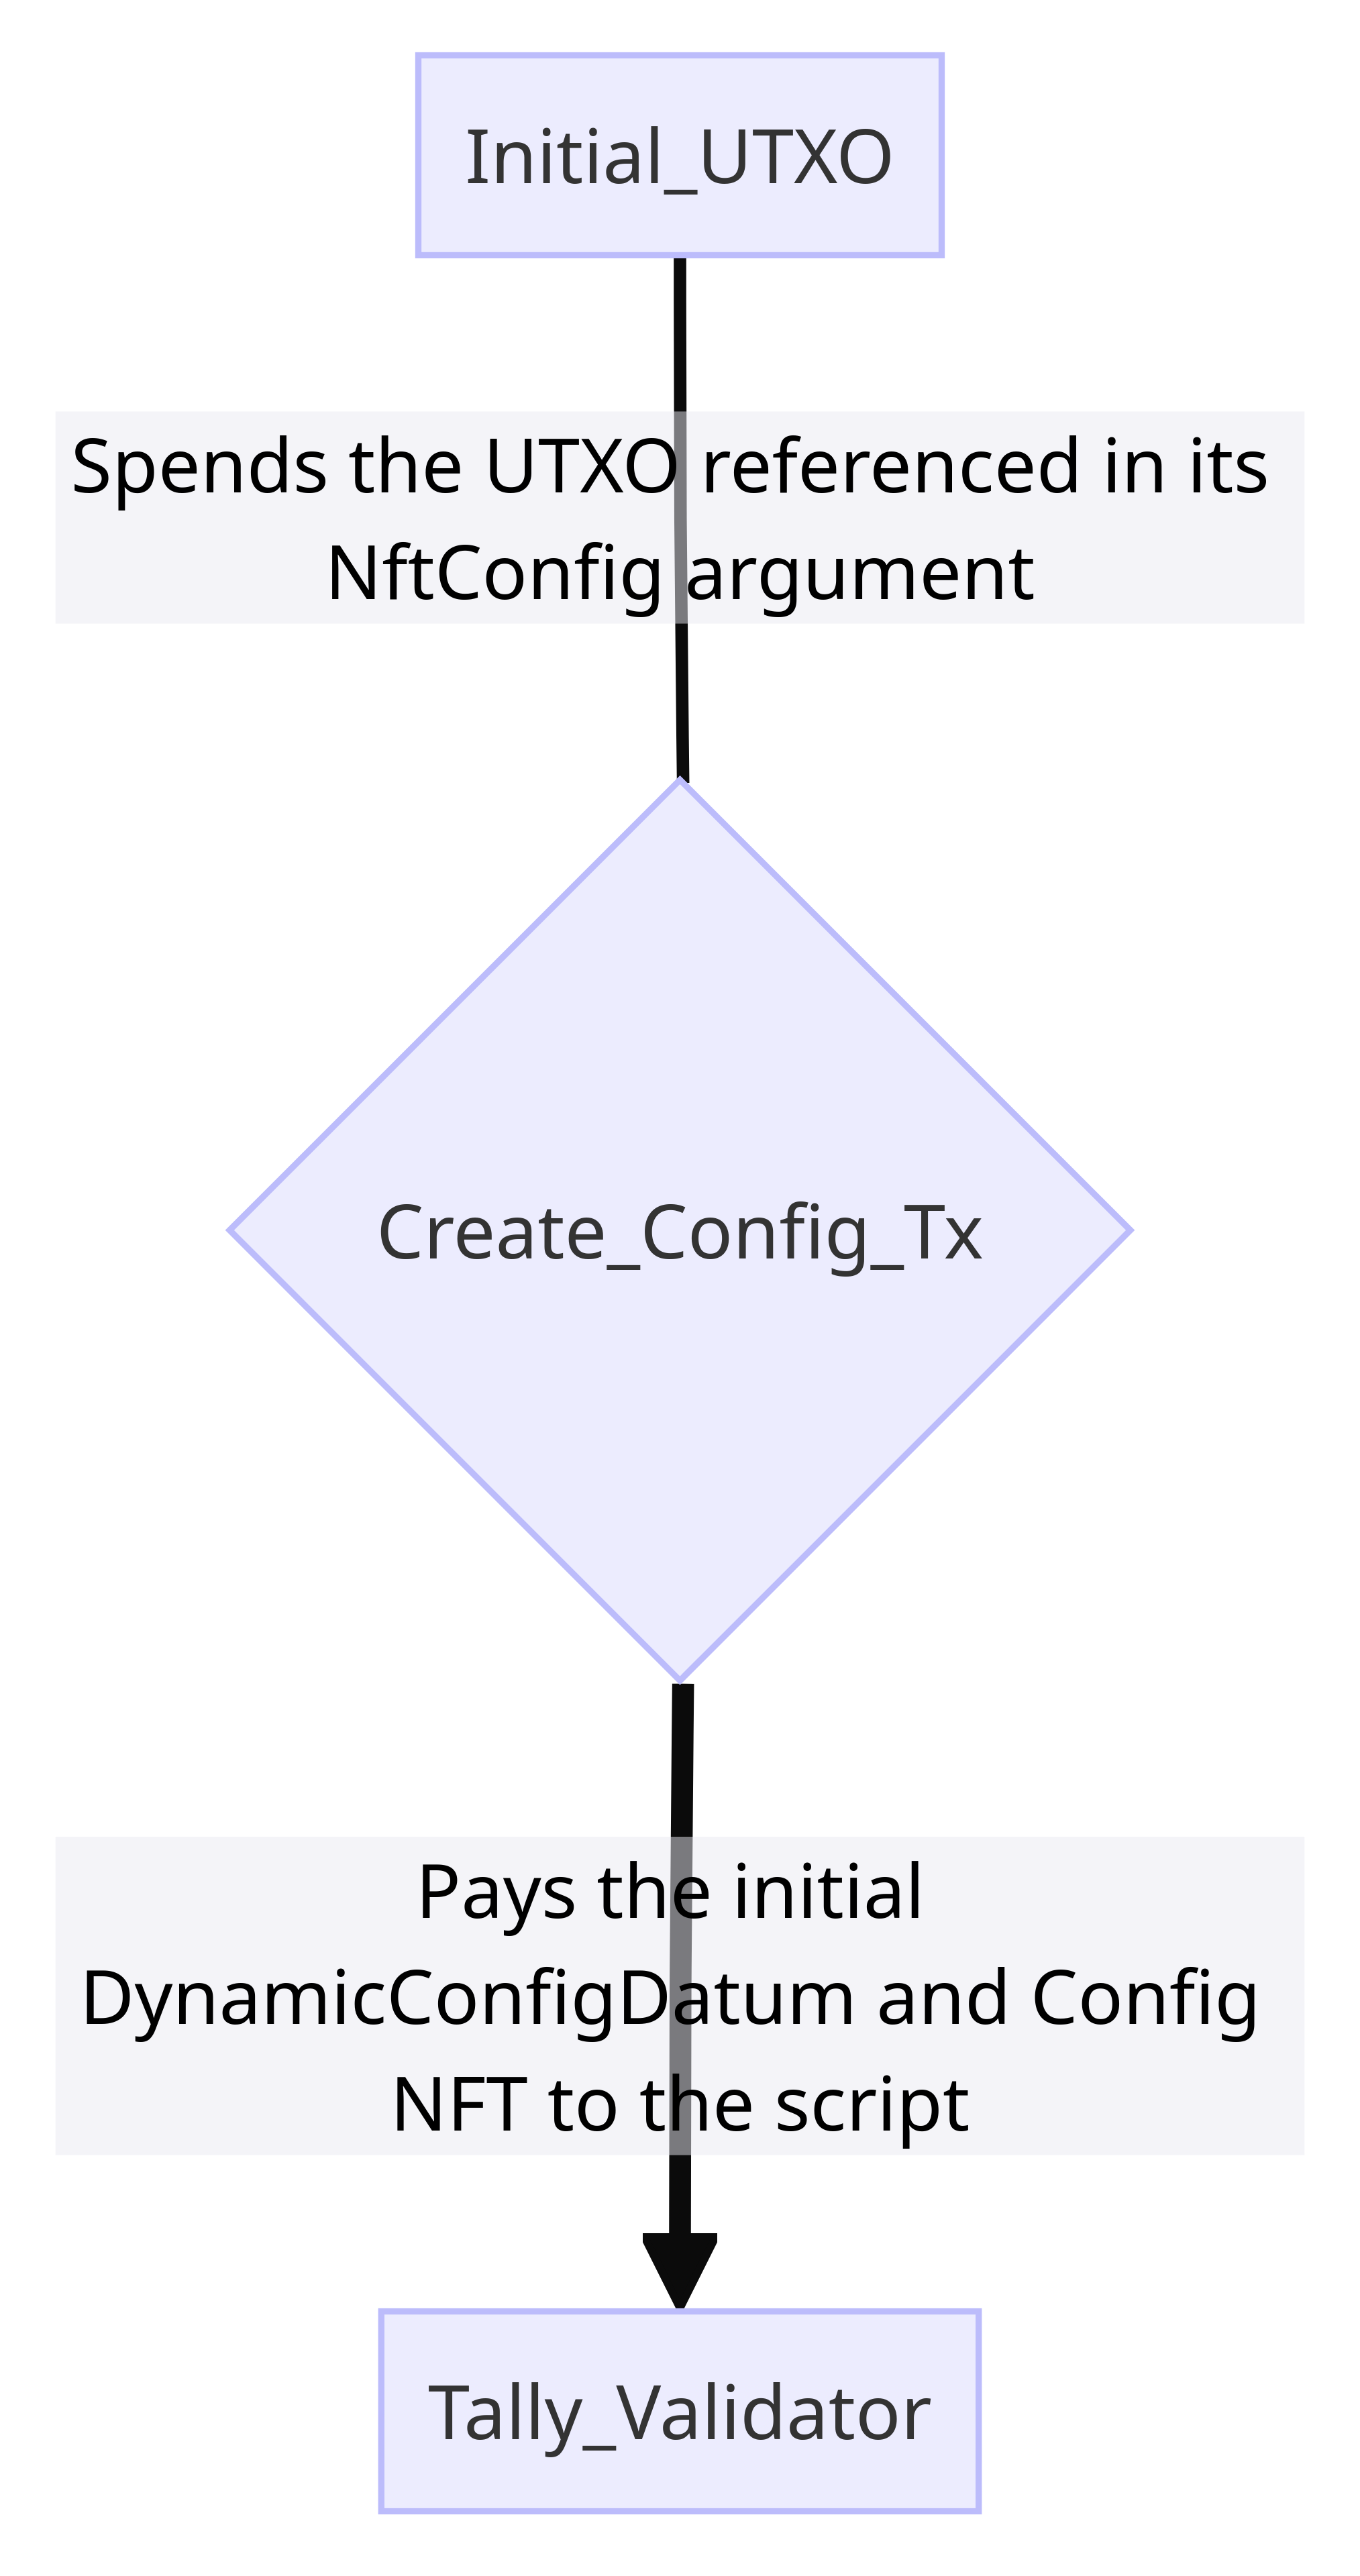 Initial_UTXO
Spends the UTXO referenced in its
NftConfig argument
Create_Config_Tx
Pays the initial
DynamicConfigDatum and Config
NFT to the script
Tally_Validator